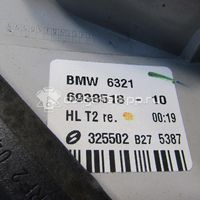 BMW 6321
6938518 10
HL T2 re. 00:19
325502 B27 5387